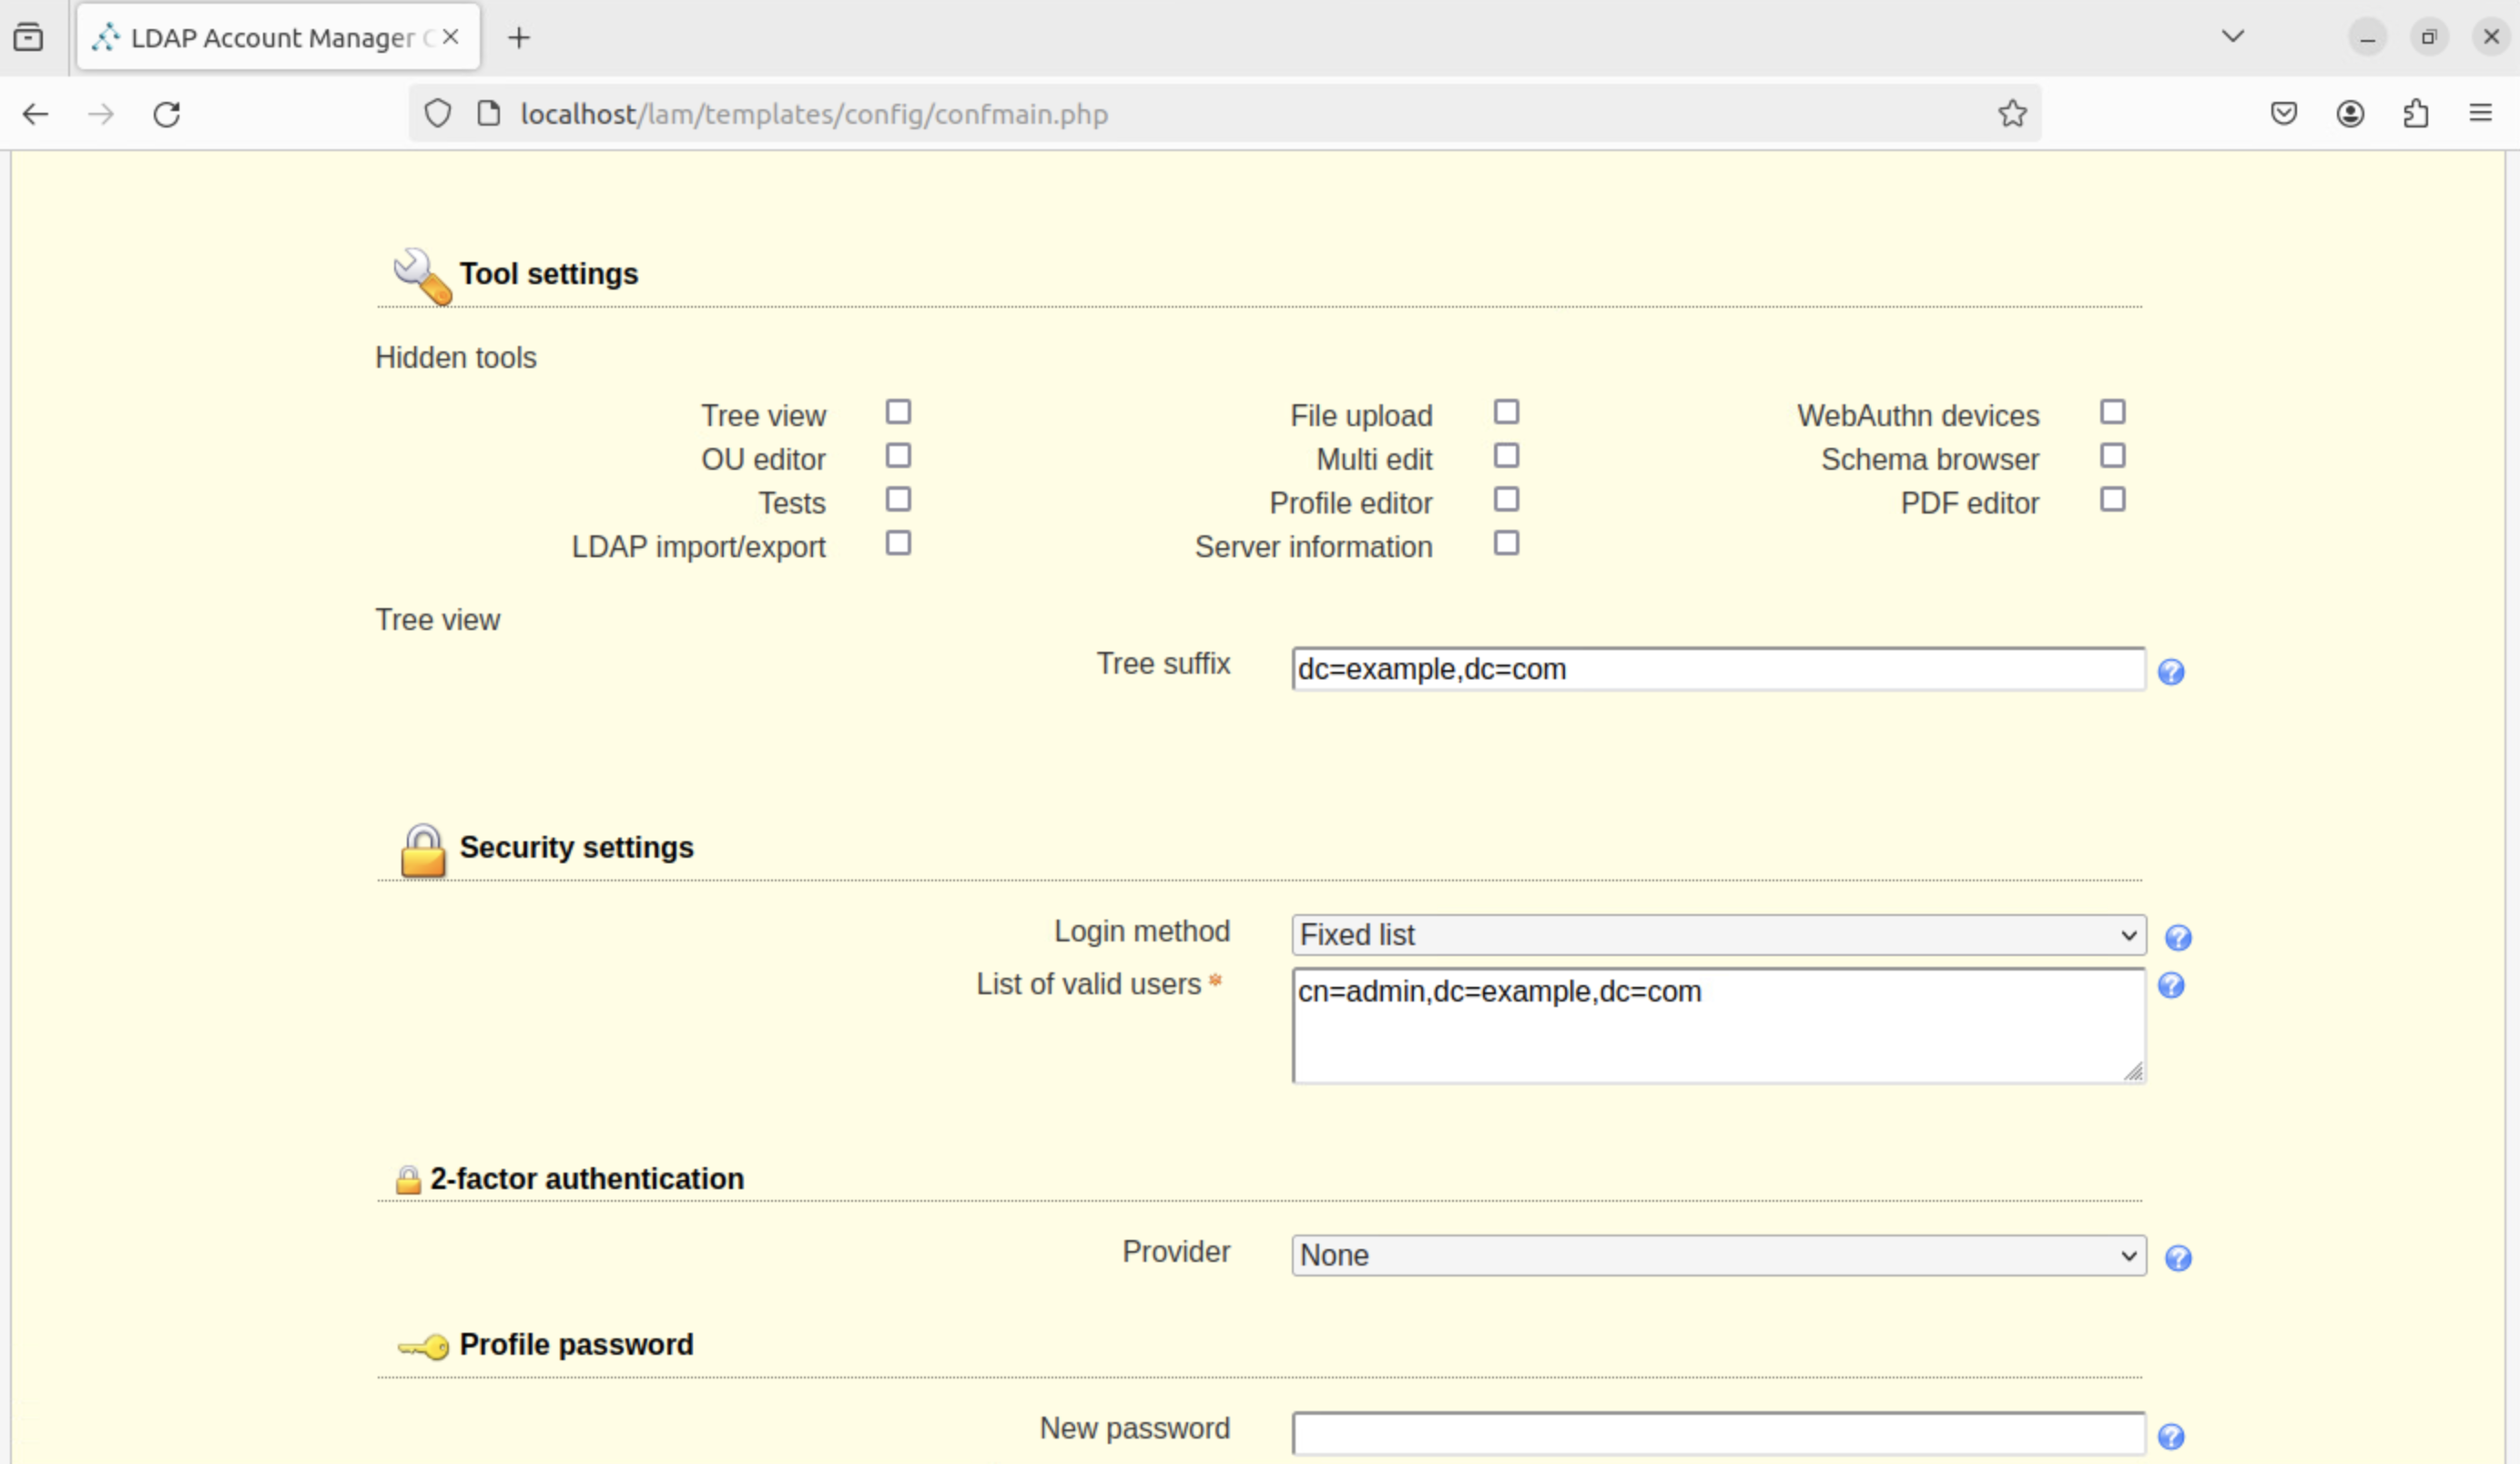 LDAP Account Manager C
localhost/lam/templates/config/confmain.php
Tool settings
Hidden tools
Tree view File upload WebAuthn devices
OU editor Multi edit Schema browser
Tests Profile editor PDF editor
LDAP import/export Server information
Tree view
Tree suffix dc=example,dc=com
Security settings
Login method Fixed list
List of valid users * cn=admin,dc=example,dc=com
2-factor authentication
Provider None
Profile password
New password